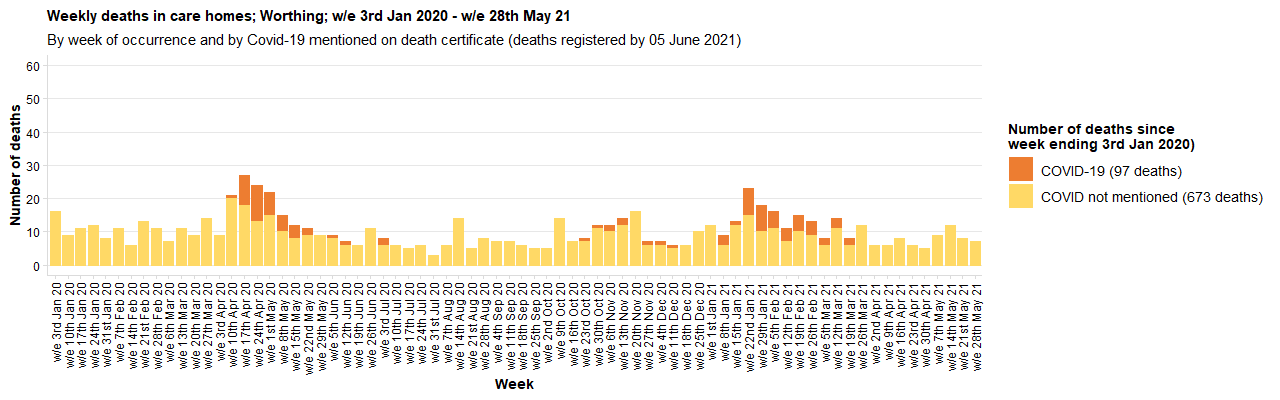 Weekly deaths in care homes; Worthing; w/e 3rd Jan 2020 - w/e 28th May 21
By week of occurrence and by Covid-19 mentioned on death certificate (deaths registered by 05 June 2021)
Number of deaths
60
50
40
30
20
10
0
w/e 3rd Jan 20
w/e 10th Jan 20
w/e 17th Jan 20
w/e 24th Jan 20
w/e 31st Jan 20
w/e 7th Feb 20
w/e 14th Feb 20
w/e 21st Feb 20
w/e 28th Feb 20
w/e 6th Mar 20
w/e 13th Mar 20
w/e 20th Mar 20
w/e 27th Mar 20
w/e 3rd Apr 20
w/e 10th Apr 20
w/e 17th Apr 20
w/e 24th Apr 20
w/e 1st May 20
w/e 8th May 20
w/e 15th May 20
w/e 22nd May 20
w/e 29th May 20
w/e 5th Jun 20
w/e 12th Jun 20
w/e 19th Jun 20
w/e 26th Jun 20
w/e 3rd Jul 20
w/e 10th Jul 20
w/e 17th Jul 20
w/e 24th Jul 20
w/e 31st Jul 20
w/e 7th Aug 20
w/e 14th Aug 20
w/e 21st Aug 20
w/e 28th Aug 20
w/e 4th Sep 20
w/e 11th Sep 20
w/e 18th Sep 20
w/e 25th Sep 20
w/e 2nd Oct 20
w/e 9th Oct 20
w/e 16th Oct 20
w/e 23rd Oct 20
w/e 30th Oct 20
w/e 6th Nov 20
w/e 13th Nov 20
w/e 20th Nov 20
w/e 27th Nov 20
w/e 4th Dec 20
w/e 11th Dec 20
w/e 18th Dec 20
w/e 25th Dec 20
w/e 1st Jan 21
w/e 8th Jan 21
w/e 15th Jan 21
w/e 22nd Jan 21
w/e 29th Jan 21
w/e 5th Feb 21
w/e 12th Feb 21
w/e 19th Feb 21
w/e 26th Feb 21
w/e 5th Mar 21
w/e 12th Mar 21
w/e 19th Mar 21
w/e 26th Mar 21
w/e 2nd Apr 21
w/e 9th Apr 21
w/e 16th Apr 21
w/e 23rd Apr 21
w/e 30th Apr 21
w/e 7th May 21
w/e 14th May 21
w/e 21st May 21
w/e 28th May 21
Week
Number of deaths since
week ending 3rd Jan 2020)
COVID-19 (97 deaths)
COVID not mentioned (673 deaths)